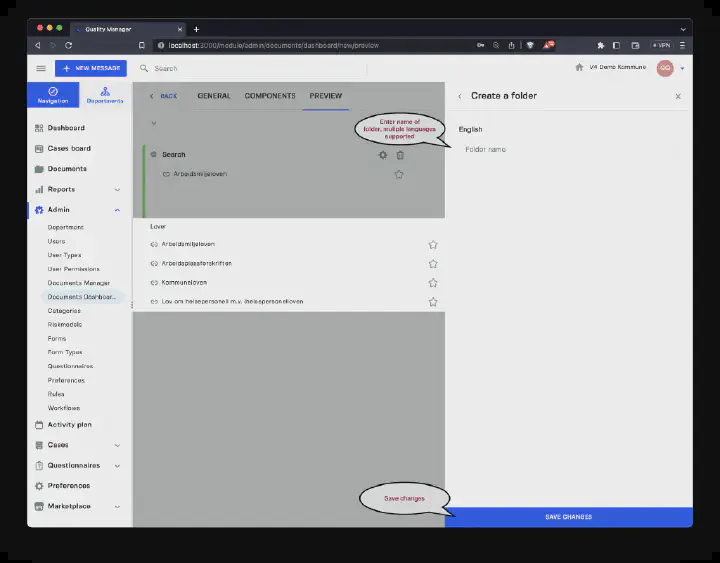 Quality Manager
localhost:3000/module/admin/documents/dashboard/new/preview
VPN
NEW MESSAGE
Search
V4 Demo Kommune
Navigation
Departments
Dashboard
Cases board
Documents
Reports
Admin
Department
Users
User Types
User Permissions
Documents Manager
Documents Dashboar...
Categories
Riskmodels
Forms
Form Types
Questionnaires
Preferences
Rules
Workflows
Activity plan
Cases
Questionnaires
Preferences
Marketplace
BACK
GENERAL
COMPONENTS
PREVIEW
Search
Arbeidsmiljøloven
Lover
Arbeidsmiljøloven
Arbeidsplassforskriften
Kommuneloven
Lov om helsepersonell m.v. (helsepersonelloven
Enter name of
folder, mutiple languages
supported
Create a folder
English
Folder name
Save changes
SAVE CHANGES